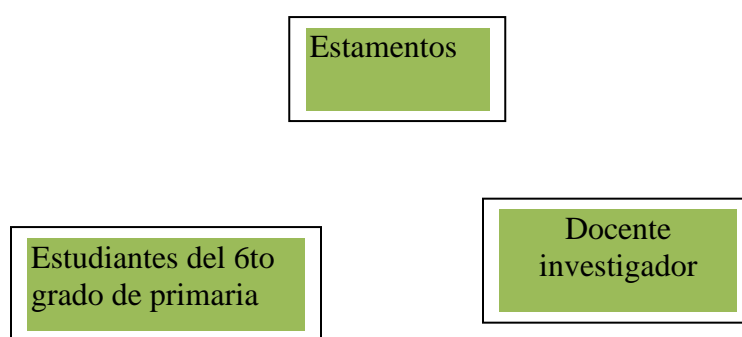 Estamentos
Estudiantes del 6to
grado de primaria
Docente
investigador